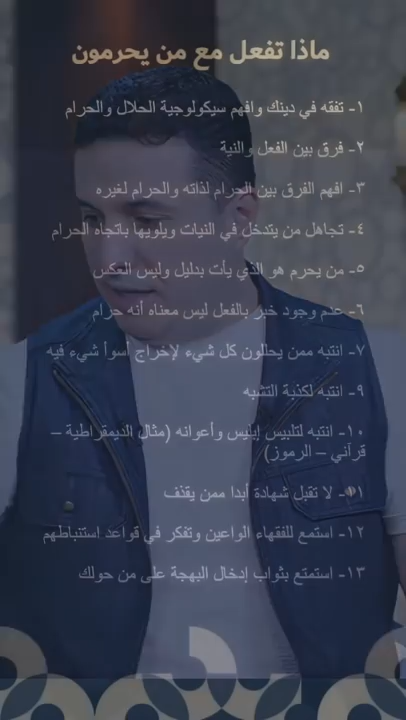 ماذا تفعل مع من يحرمون
١- تفقه في دينك وافهم سيكولوجية الحلال والحرام
٢- فرق بين الفعل والنية
٣- افهم الفرق بين الحرام لذاته والحرام لغيره
٤- تجاهل من يتدخل في النيات ويلويها باتجاه الحرام
٥- من يحرم هو الذي يأت بدليل وليس العكس
٦- عدم وجود خبر بالفعل ليس معناه أنه حرام
٧- انتبه ممن يحللون كل شيء لإخراج أسوأ شيء فيه
٩- انتبه لكذبة التشبه
١٠- انتبه لتلبيس إبليس وأعوانه (مثال الديمقراطية –
قرآني – الرموز)
١١- لا تقبل شهادة أبدا ممن يقذف
١٢- استمع للفقهاء الواعين وتفكر في قواعد استنباطهم
١٣- استمتع بثواب إدخال البهجة على من حولك